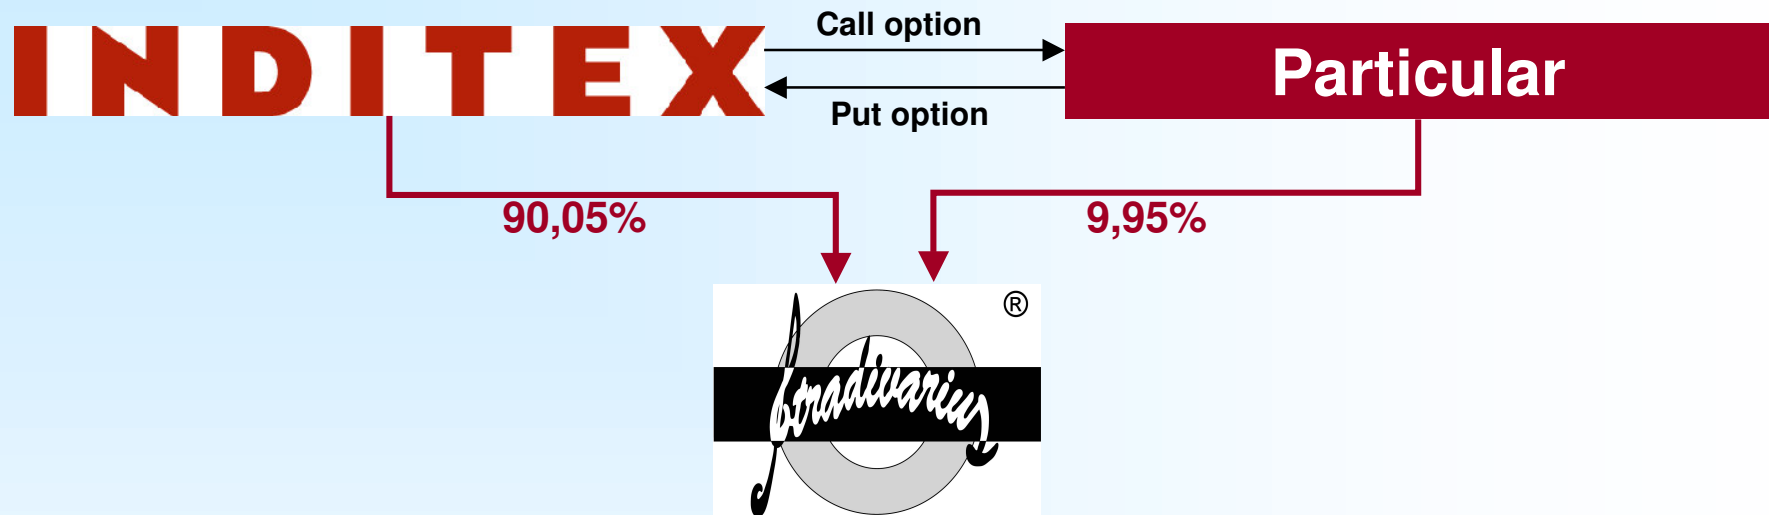 INDITEX
Call option
Particular
Put option
90,05%
9,95%
®
Stradivarius